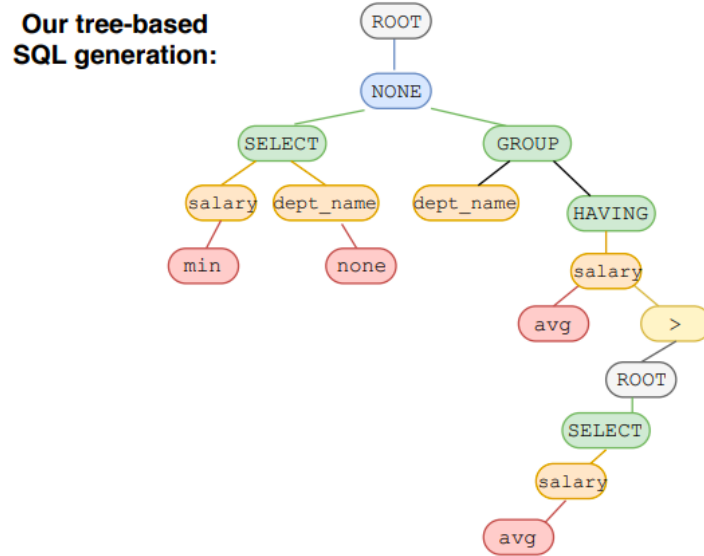 Our tree-based
SQL generation:
ROOT
NONE
SELECT
GROUP
salary
dept_name
dept_name
HAVING
min
none
salary
avg
>
ROOT
SELECT
salary
avg